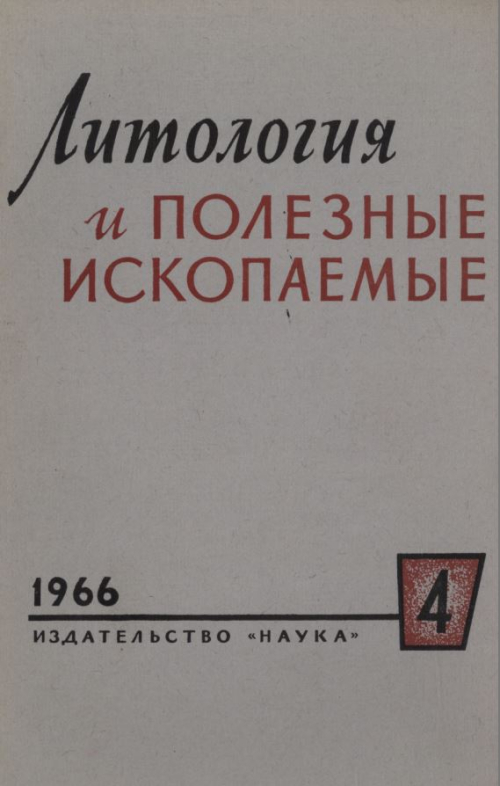 Литология
и ПОЛЕЗНЫЕ
ИСКОПАЕМЫЕ
1966
4
ИЗДАТЕЛЬСТВО «НАУКА»